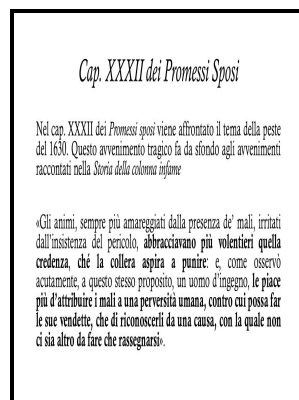 Cap. XXXII dei Promessi Sposi
Nel cap. XXXII dei Promessi sposi viene affrontato il tema della peste
del 1630. Questo avvenimento tragico fa da sfondo agli avvenimenti
raccontati nella Storia della colonna infame
«Gli animi, sempre più amareggiati dalla presenza de’ mali, irritati
dall’insistenza del pericolo, abbracciavano più volentieri quella
credenza, ché la collera aspira a punire: e, come osservò
acutamente, a questo stesso proposito, un uomo d’ingegno, le piace
più d’attribuire i mali a una perversità umana, contro cui possa far
le sue vendette, che di riconoscerli da una causa, con la quale non
ci sia altro da fare che rassegnarsi».